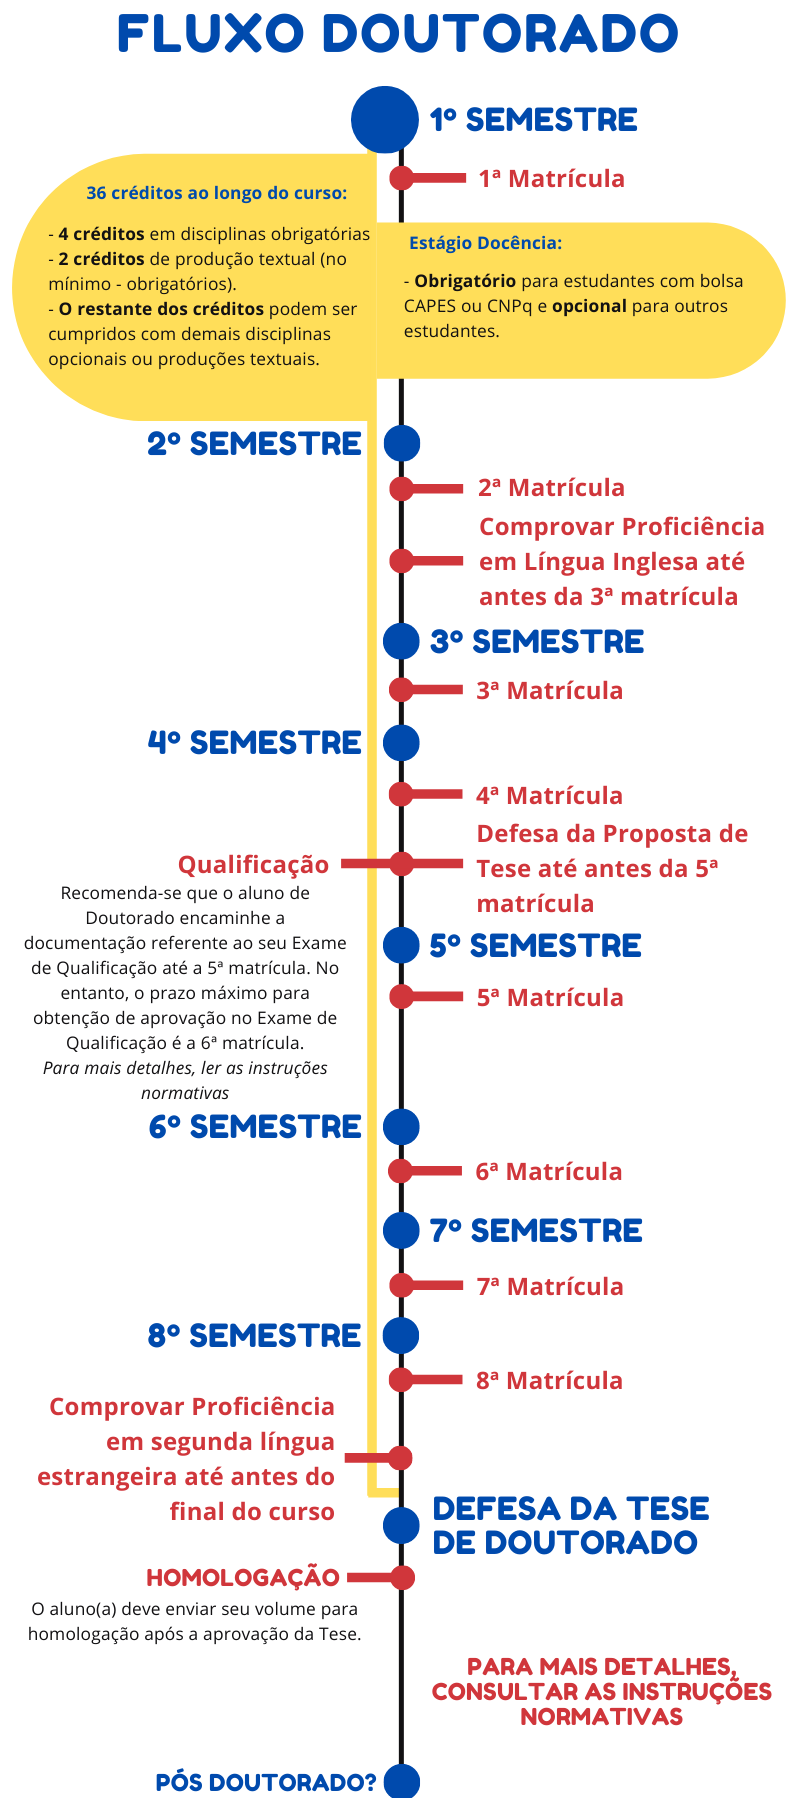 FLUXO DOUTORADO
1º SEMESTRE
1ª Matrícula
36 créditos ao longo do curso:
- 4 créditos em disciplinas obrigatórias
- 2 créditos de produção textual (no
mínimo - obrigatórios).
- O restante dos créditos podem ser
cumpridos com demais disciplinas
opcionais ou produções textuais.
Estágio Docência:
- Obrigatório para estudantes com bolsa
CAPES ou CNPq e opcional para outros
estudantes.
2º SEMESTRE
2ª Matrícula
Comprovar Proficiência
em Língua Inglesa até
antes da 3ª matrícula
3º SEMESTRE
3ª Matrícula
4º SEMESTRE
4ª Matrícula
Defesa da Proposta de
Tese até antes da 5ª
matrícula
Qualificação
Recomenda-se que o aluno de
Doutorado encaminhe a
documentação referente ao seu Exame
de Qualificação até a 5ª matrícula. No
entanto, o prazo máximo para
obtenção de aprovação no Exame de
Qualificação é a 6ª matrícula.
Para mais detalhes, ler as instruções
normativas
5º SEMESTRE
5ª Matrícula
6º SEMESTRE
6ª Matrícula
7º SEMESTRE
7ª Matrícula
8º SEMESTRE
8ª Matrícula
Comprovar Proficiência
em segunda língua
estrangeira até antes do
final do curso
DEFESA DA TESE
DE DOUTORADO
HOMOLOGAÇÃO
O aluno(a) deve enviar seu volume para
homologação após a aprovação da Tese.
PARA MAIS DETALHES,
CONSULTAR AS INSTRUÇÕES
NORMATIVAS
PÓS DOUTORADO?